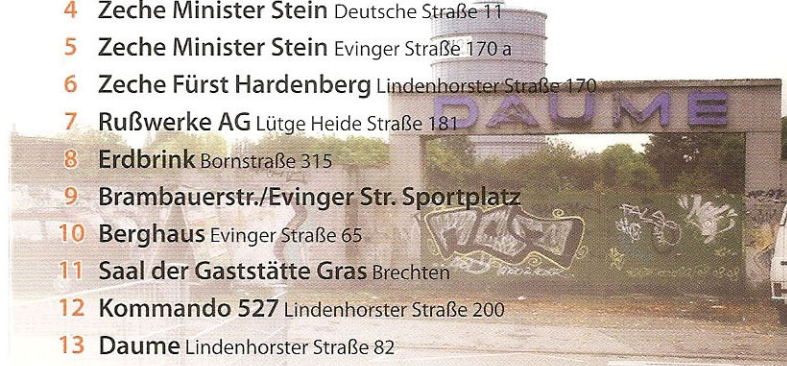 4 Zeche Minister Stein Deutsche Straße 11
5 Zeche Minister Stein Evinger Straße 170 a
6 Zeche Fürst Hardenberg Lindenhorster Straße 170
DAUME
7 Rußwerke AG Lütge Heide Straße 181
8 Erdbrink Bornstraße 315
9 Brambauerstr./Evinger Str. Sportplatz
10 Berghaus Evinger Straße 65
11 Saal der Gaststätte Gras Brechten
12 Kommando 527 Lindenhorster Straße 200
13 Daume Lindenhorster Straße 82